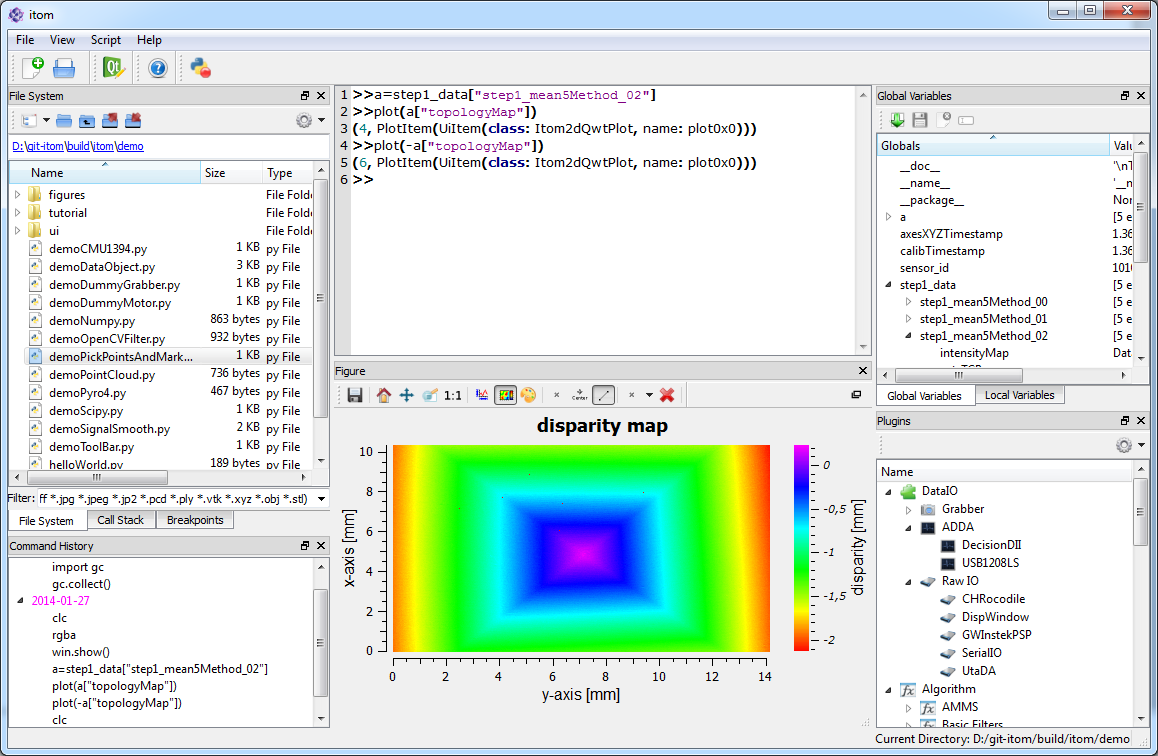 itom
File View Script Help
File System
D:\git-itom\build\itom\demo
Name Size Type
figures File Folde
tutorial File Folde
ui File Folde
demoCMU1394.py 1 KB py File
demoDataObject.py 3 KB py File
demoDummyGrabber.py 1 KB py File
demoDummyMotor.py 1 KB py File
demoNumpy.py 863 bytes py File
demoOpenCVFilter.py 932 bytes py File
demoPickPointsAndMark... 1 KB py File
demoPointCloud.py 736 bytes py File
demoPyro4.py 467 bytes py File
demoScipy.py 1 KB py File
demoSignalSmooth.py 2 KB py File
demoToolBar.py 1 KB py File
helloWorld.py 189 bytes py File
Filter: ff *.jpg *.jpeg *.jp2 *.pcd *.ply *.vtk *.xyz *.obj *.stl)
File System Call Stack Breakpoints
Command History
import gc
gc.collect()
2014-01-27
clc
rgba
win.show()
a=step1_data["step1_mean5Method_02"]
plot(a["topologyMap"])
plot(-a["topologyMap"])
clc
1 >>a=step1_data["step1_mean5Method_02"]
2 >>plot(a["topologyMap"])
3 (4, PlotItem(UiItem(class: Itom2dQwtPlot, name: plot0x0)))
4 >>plot(-a["topologyMap"])
5 (6, PlotItem(UiItem(class: Itom2dQwtPlot, name: plot0x0)))
6 >>
Figure
1:1 Center
disparity map
x-axis [mm]
10
8
6
4
2
0
0 2 4 6 8 10 12 14
y-axis [mm]
0
-0,5
-1
-1,5
-2
disparity [mm]
Global Variables
Globals Valu
__doc__ '\nT
__name__ '__n
__package__ Nor
a [5 e
axesXYZTimestamp 1.36
calibTimestamp 1.36
sensor_id 1010
step1_data [5 e
step1_mean5Method_00 [5 e
step1_mean5Method_01 [5 e
step1_mean5Method_02 [5 e
intensityMap Data
Global Variables Local Variables
Plugins
Name
DataIO
Grabber
ADDA
DecisionDII
USB1208LS
Raw IO
CHRocodile
DispWindow
GWInstekPSP
SerialIO
UtaDA
Algorithm
AMMS
Basic Filters
Current Directory: D:/git-itom/build/itom/demo